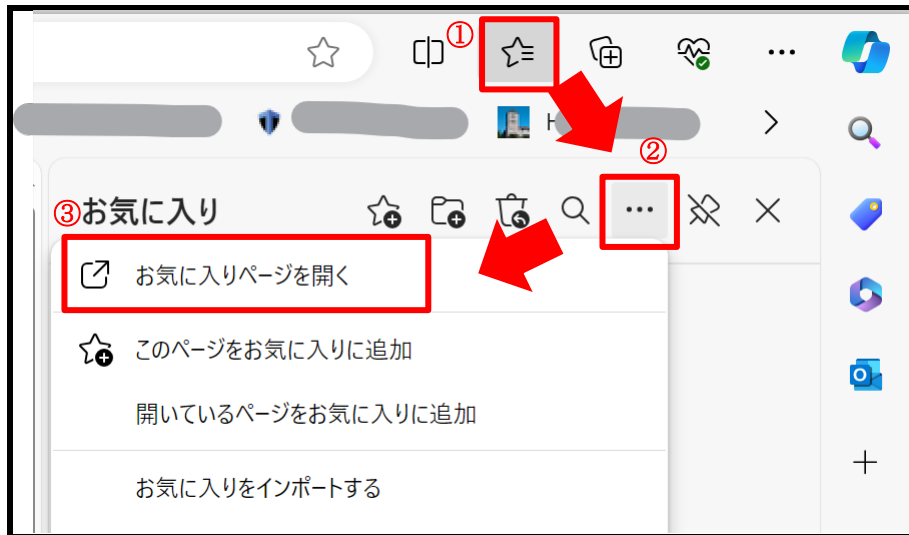 ①
②
③お気に入り
お気に入りページを開く
このページをお気に入りに追加
開いているページをお気に入りに追加
お気に入りをインポートする